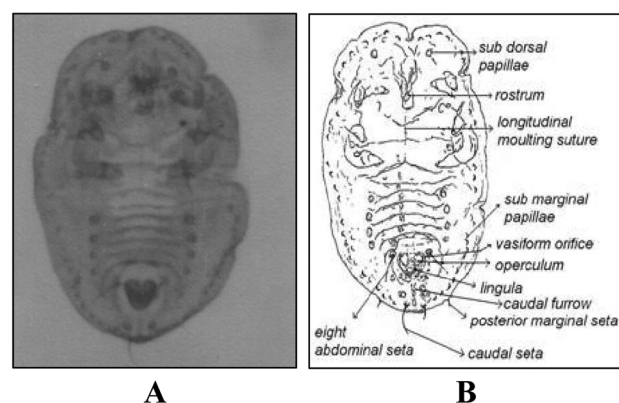 sub dorsal
papillae
rostrum
longitudinal
moulting suture
6
sub marginal
papillae
vasiform orifice
operculum
lingula
caudal furrow
posterior marginal seta
eight
abdominal seta
caudal seta
A
B